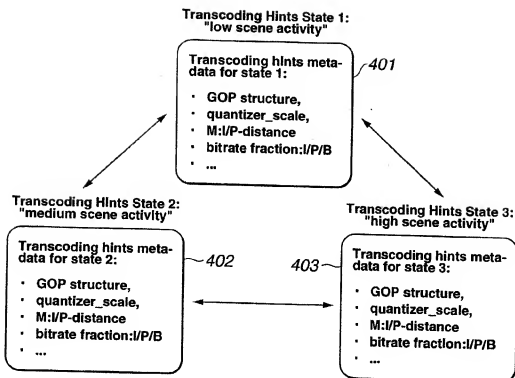 Transcoding Hints State 1:
"low scene activity"
Transcoding hints meta-
data for state 1:
· GOP structure,
· quantizer_scale,
· M:I/P-distance
· bitrate fraction:I/P/B
· ...
401
Transcoding Hints State 2:
"medium scene activity"
Transcoding hints meta-
data for state 2:
· GOP structure,
· quantizer_scale,
· M:I/P-distance
· bitrate fraction:I/P/B
· ...
402
Transcoding Hints State 3:
"high scene activity"
403
Transcoding hints meta-
data for state 3:
· GOP structure,
· quantizer_scale,
· M:I/P-distance
· bitrate fraction:I/P/B
· ...